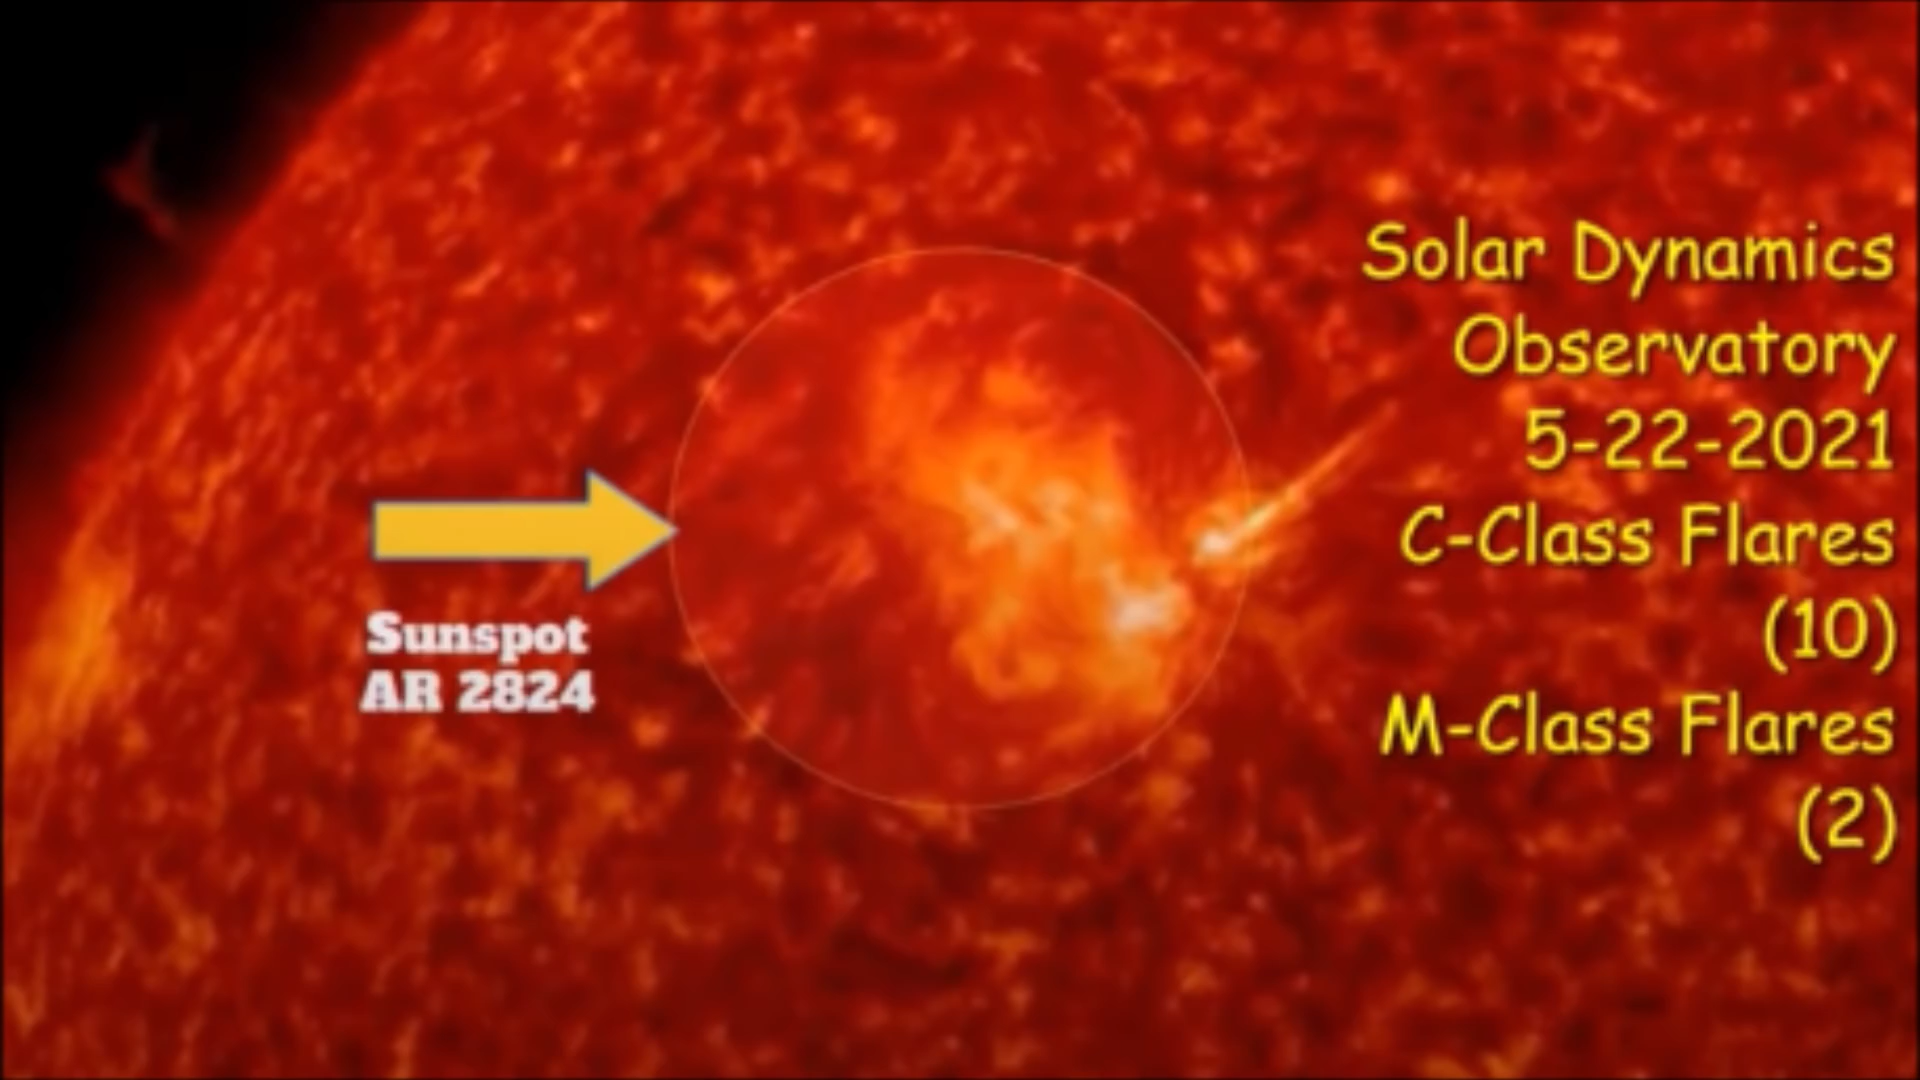 Solar Dynamics
Observatory
5-22-2021
C-Class Flares
(10)
M-Class Flares
(2)
Sunspot
AR 2824